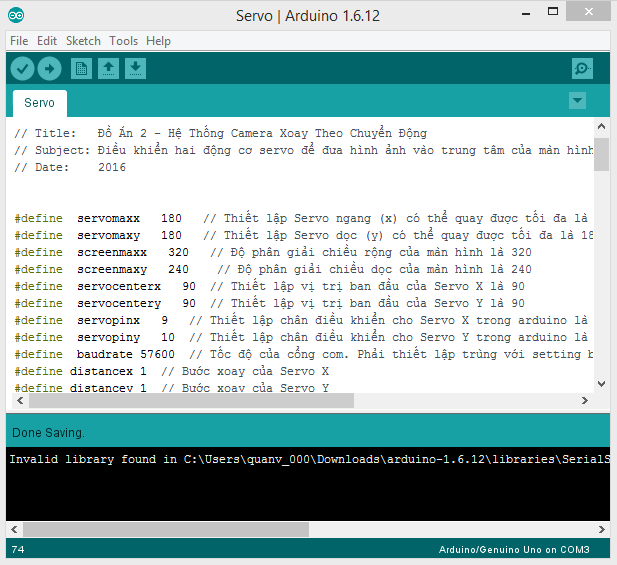 Servo | Arduino 1.6.12
File Edit Sketch Tools Help
Servo
// Title: Đồ Án 2 - Hệ Thống Camera Xoay Theo Chuyển Động
// Subject: Điều khiển hai động cơ servo để đưa hình ảnh vào trung tâm của màn hình
// Date: 2016
#define servomaxx 180 // Thiết lập Servo ngang (x) có thể quay được tối đa là
#define servomaxy 180 // Thiết lập Servo dọc (y) có thể quay được tối đa là 18
#define screenmaxx 320 // Độ phân giải chiều rộng của màn hình là 320
#define screenmaxy 240 // Độ phân giải chiều dọc của màn hình là 240
#define servocenterx 90 // Thiết lập vị trị ban đầu của Servo X là 90
#define servocentery 90 // Thiết lập vị trí ban đầu của Servo Y là 90
#define servopinx 9 // Thiết lập chân điều khiển cho Servo X trong arduino là
#define servopiny 10 // Thiết lập chân điều khiển cho Servo Y trong arduino là
#define baudrate 57600 // Tốc độ của cổng com. Phải thiết lập trùng với setting b
#define distancex 1 // Bước xoay của Servo X
#define distancey 1 // Bước xoay của Servo Y
Done Saving.
Invalid library found in C:\Users\quanv_000\Downloads\arduino-1.6.12\libraries\SerialS
74
Arduino/Genuino Uno on COM3